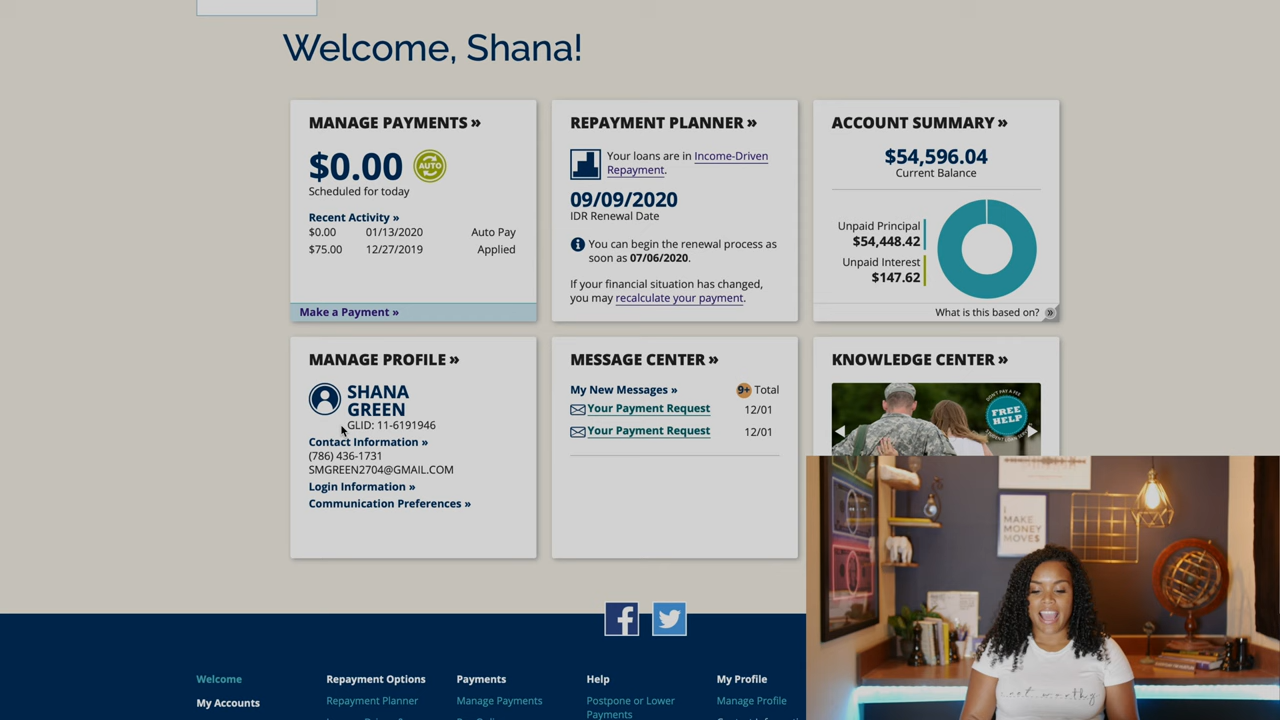 Welcome, Shana!
MANAGE PAYMENTS »
$0.00 AUTO
Scheduled for today
Recent Activity »
$0.00 01/13/2020 Auto Pay
$75.00 12/27/2019 Applied
Make a Payment »
REPAYMENT PLANNER »
Your loans are in Income-Driven
Repayment.
09/09/2020
IDR Renewal Date
You can begin the renewal process as
soon as 07/06/2020.
If your financial situation has changed,
you may recalculate your payment.
ACCOUNT SUMMARY »
$54,596.04
Current Balance
Unpaid Principal
$54,448.42
Unpaid Interest
$147.62
What is this based on? »
MANAGE PROFILE »
SHANA
GREEN
GLID: 11-6191946
Contact Information »
(786) 436-1731
SMGREEN2704@GMAIL.COM
Login Information »
Communication Preferences »
MESSAGE CENTER »
My New Messages » 9+ Total
Your Payment Request 12/01
Your Payment Request 12/01
KNOWLEDGE CENTER »
DON'T PAY A FEE
FREE
HELP
I
MAKE
MONEY
MOVE$
Welcome
My Accounts
Repayment Options
Repayment Planner
Payments
Manage Payments
Help
Postpone or Lower
Payments
My Profile
Manage Profile